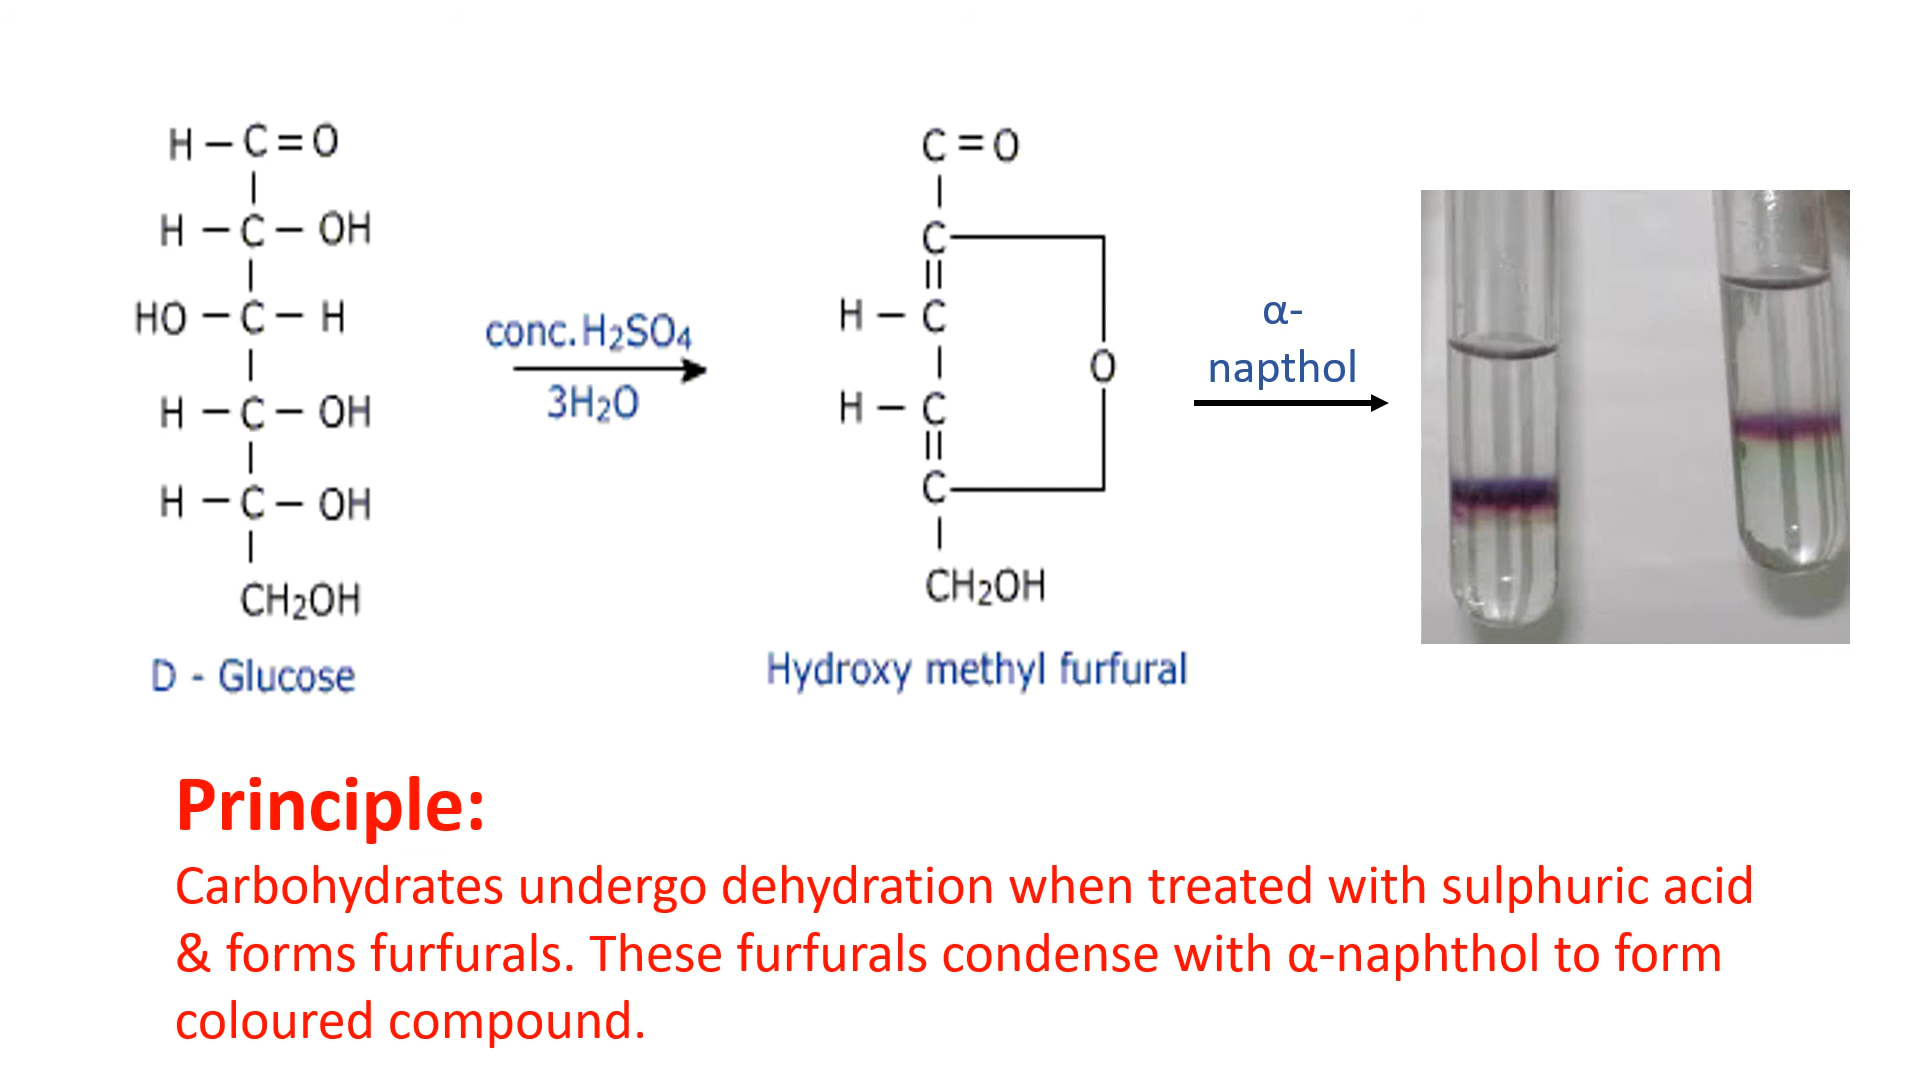 H – C = O
H – C – OH
HO – C – H
H – C – OH
H – C – OH
CH₂OH
D - Glucose
conc. H₂SO₄
3H₂O
C = O
C
H – C
O
H – C
C
CH₂OH
Hydroxy methyl furfural
α-
napthol
Principle:
Carbohydrates undergo dehydration when treated with sulphuric acid
& forms furfurals. These furfurals condense with α-naphthol to form
coloured compound.